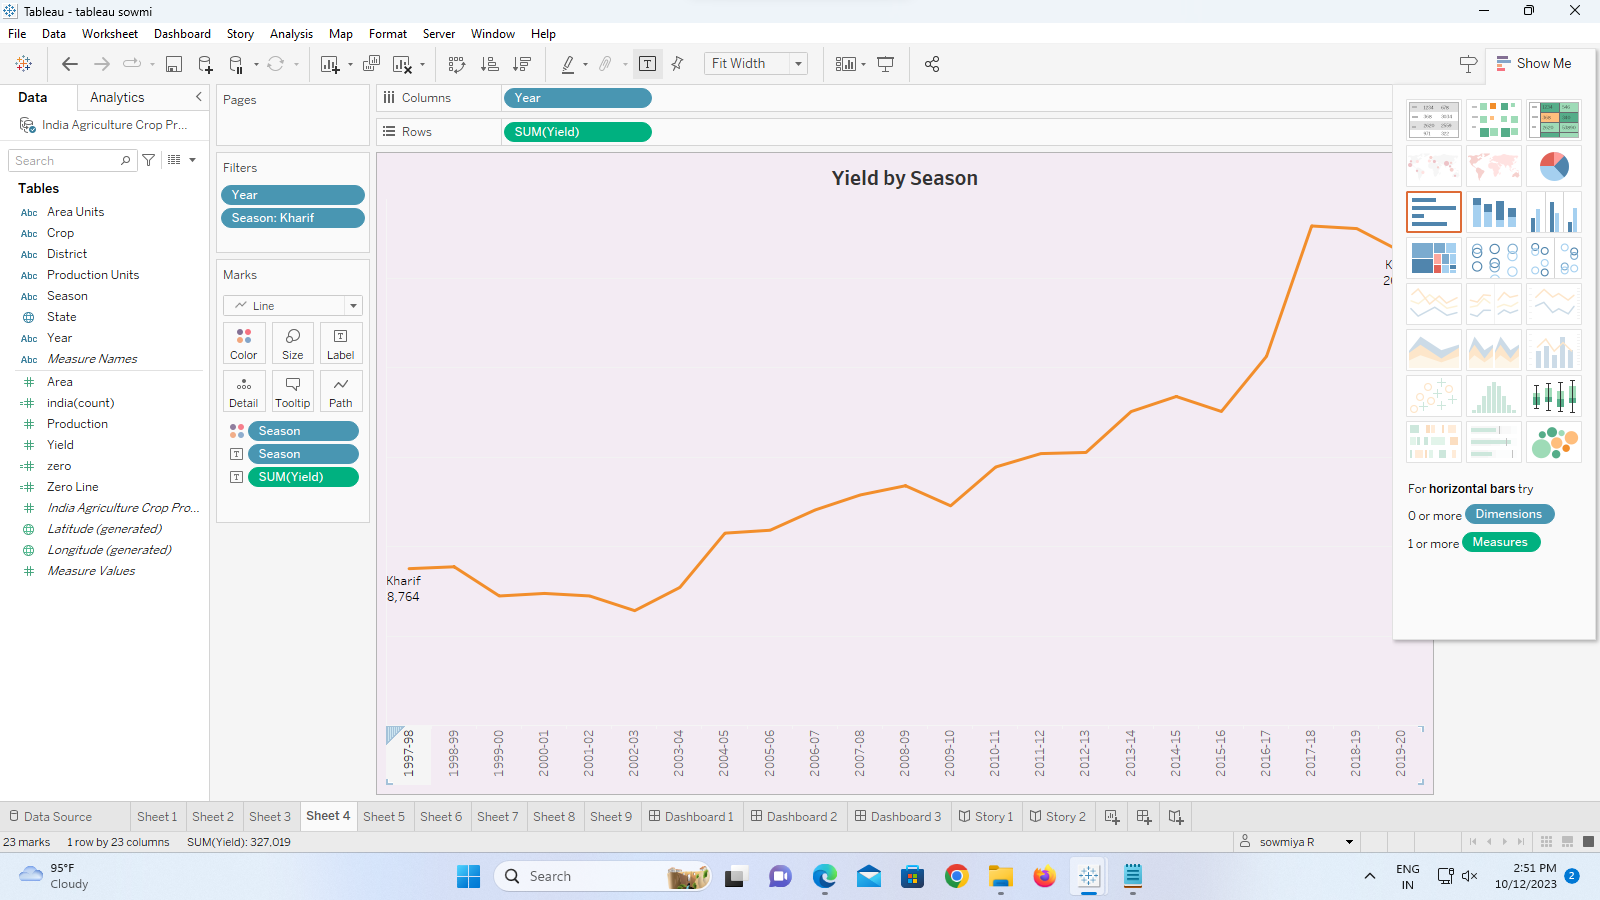 Tableau - tableau sowmi
File Data Worksheet Dashboard Story Analysis Map Format Server Window Help
Fit Width
Show Me
Data Analytics
India Agriculture Crop Pr...
Search
Tables
Abc Area Units
Abc Crop
Abc District
Abc Production Units
Abc Season
State
Abc Year
Abc Measure Names
Area
india(count)
Production
Yield
zero
Zero Line
India Agriculture Crop Pro...
Latitude (generated)
Longitude (generated)
Measure Values
Pages
Filters
Year
Season: Kharif
Marks
Line
Color Size Label
Detail Tooltip Path
Season
Season
SUM(Yield)
Columns Year
Rows SUM(Yield)
Yield by Season
Kharif
8,764
K
1997-98 1998-99 1999-00 2000-01 2001-02 2002-03 2003-04 2004-05 2005-06 2006-07 2007-08 2008-09 2009-10 2010-11 2011-12 2012-13 2013-14 2014-15 2015-16 2016-17 2017-18 2018-19 2019-20
For horizontal bars try
0 or more Dimensions
1 or more Measures
Data Source Sheet 1 Sheet 2 Sheet 3 Sheet 4 Sheet 5 Sheet 6 Sheet 7 Sheet 8 Sheet 9 Dashboard 1 Dashboard 2 Dashboard 3 Story 1 Story 2
23 marks 1 row by 23 columns SUM(Yield): 327,019
sowmiya R
95°F
Cloudy
Search
ENG
IN
2:51 PM
10/12/2023
2